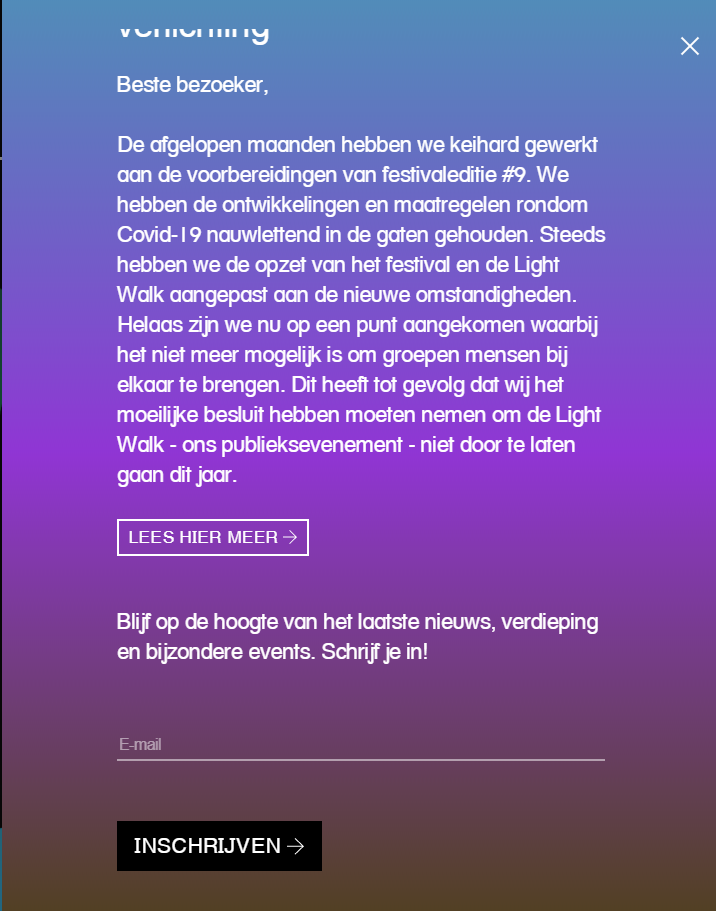 Beste bezoeker,
De afgelopen maanden hebben we keihard gewerkt
aan de voorbereidingen van festivaleditie #9. We
hebben de ontwikkelingen en maatregelen rondom
Covid-19 nauwlettend in de gaten gehouden. Steeds
hebben we de opzet van het festival en de Light
Walk aangepast aan de nieuwe omstandigheden.
Helaas zijn we nu op een punt aangekomen waarbij
het niet meer mogelijk is om groepen mensen bij
elkaar te brengen. Dit heeft tot gevolg dat wij het
moeilijke besluit hebben moeten nemen om de Light
Walk - ons publieksevenement - niet door te laten
gaan dit jaar.
LEES HIER MEER →
Blijf op de hoogte van het laatste nieuws, verdieping
en bijzondere events. Schrijf je in!
E-mail
INSCHRIJVEN →